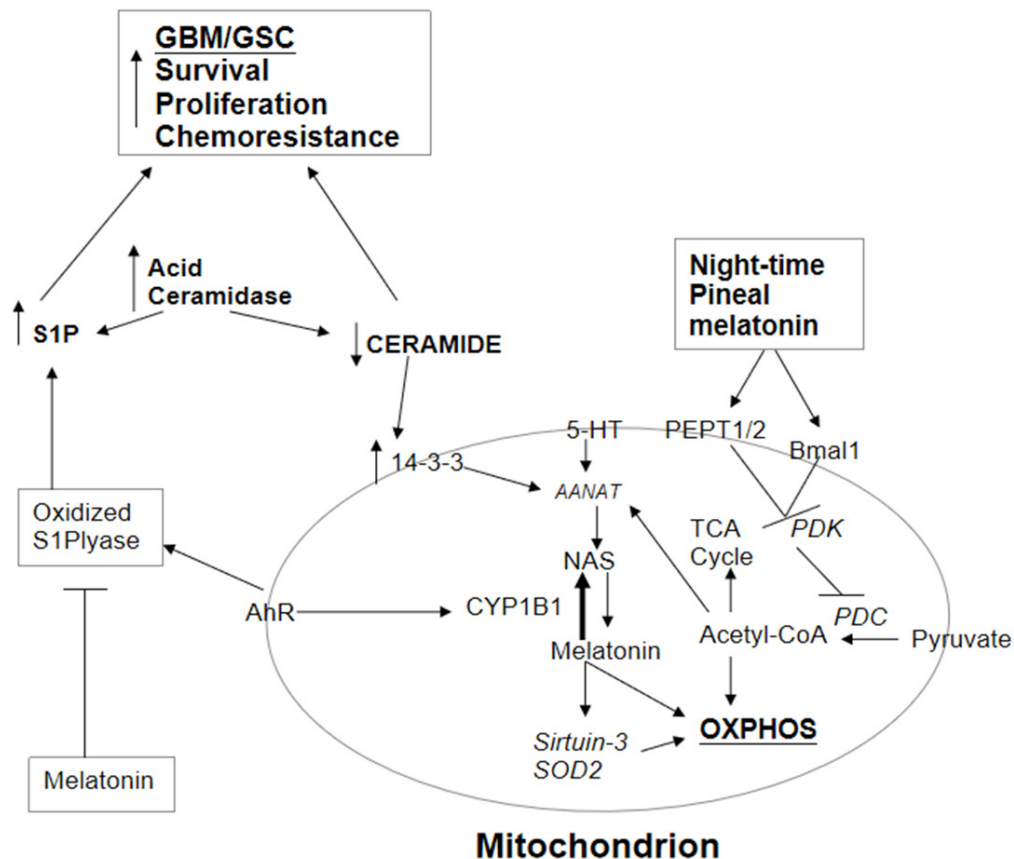 GBM/GSC
Survival
Proliferation
Chemoresistance
Acid
Ceramidase
S1P
CERAMIDE
Night-time
Pineal
melatonin
5-HT
PEPT1/2
Bmal1
14-3-3
AANAT
Oxidized
S1Plyase
TCA
Cycle
PDK
NAS
AhR
CYP1B1
PDC
Acetyl-CoA
Pyruvate
Melatonin
OXPHOS
Sirtuin-3
SOD2
Melatonin
Mitochondrion